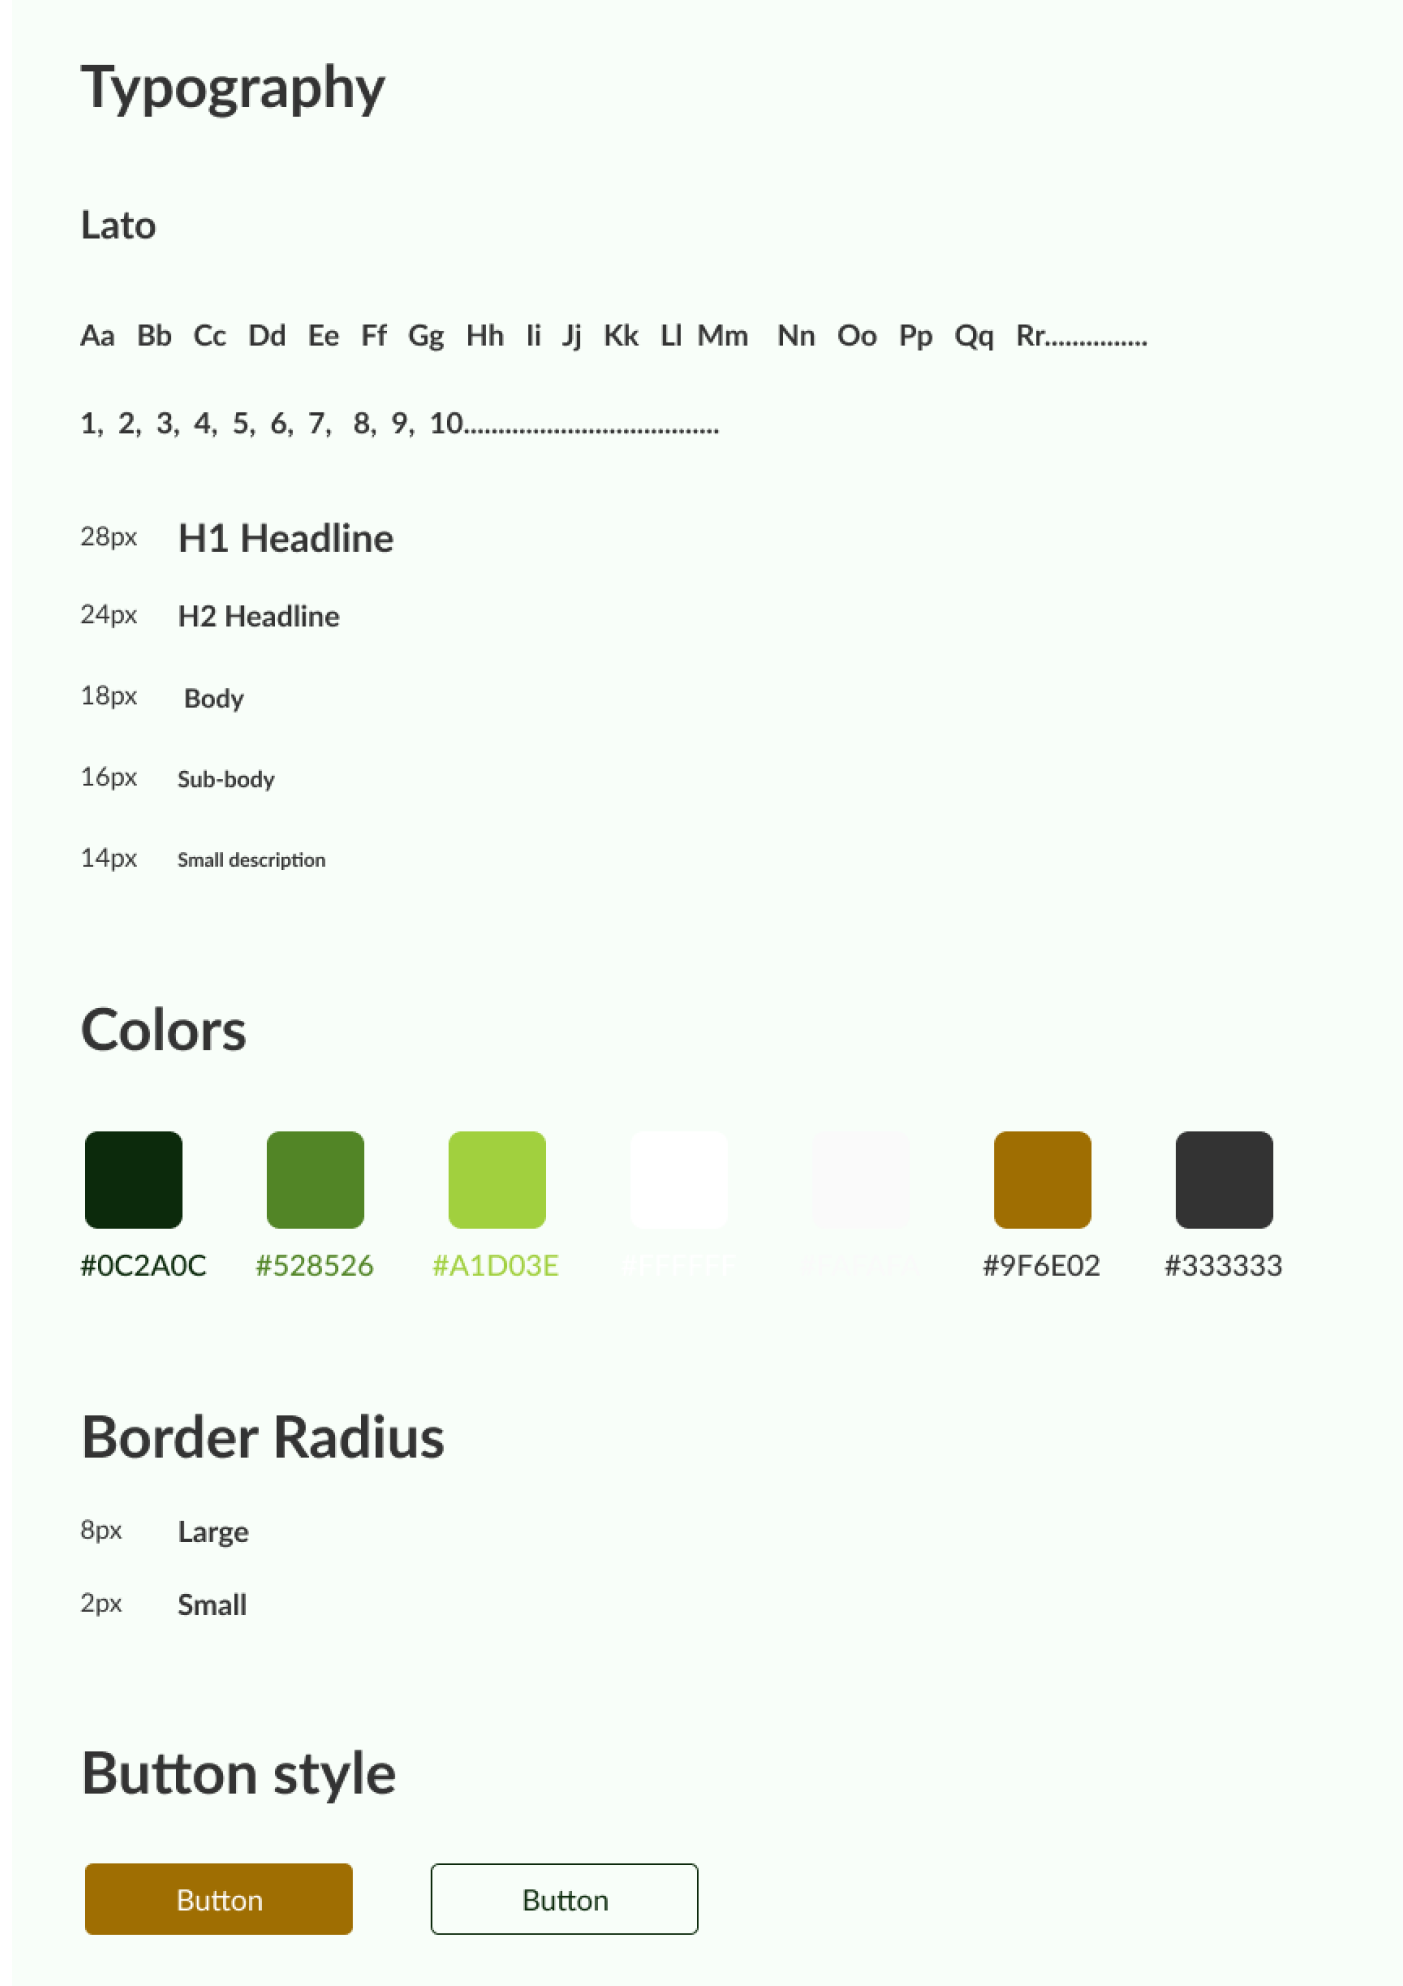 Typography
Lato
Aa Bb Cc Dd Ee Ff Gg Hh Ii Jj Kk Ll Mm Nn Oo Pp Qq Rr...............
1, 2, 3, 4, 5, 6, 7, 8, 9, 10.....................................
28px H1 Headline
24px H2 Headline
18px Body
16px Sub-body
14px Small description
Colors
#0C2A0C #528526 #A1D03E #FFFFFF #FAFAFA #9F6E02 #333333
Border Radius
8px Large
2px Small
Button style
Button Button